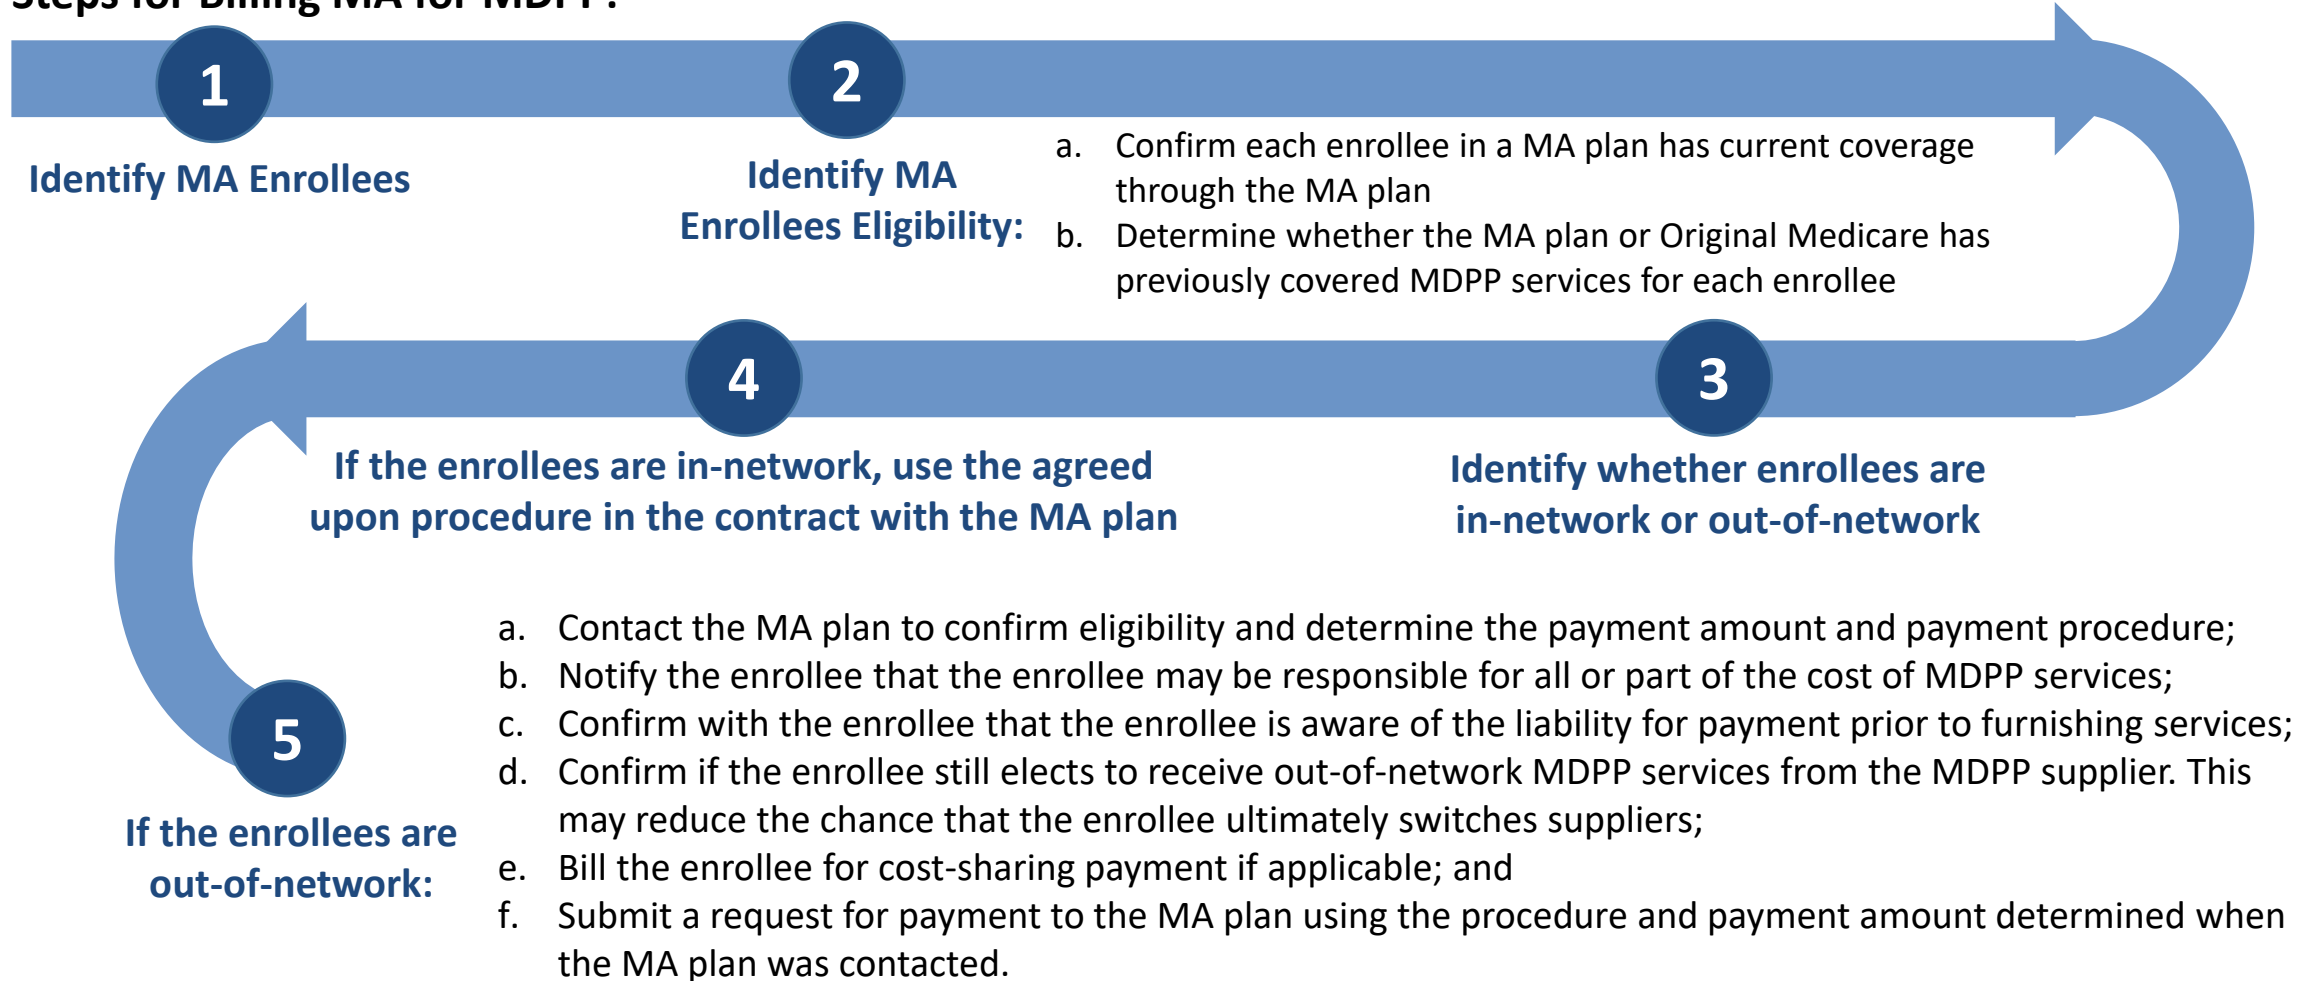 Steps for Billing MA for MDPP:
1
Identify MA Enrollees
2
Identify MA
Enrollees Eligibility:
a. Confirm each enrollee in a MA plan has current coverage
through the MA plan
b. Determine whether the MA plan or Original Medicare has
previously covered MDPP services for each enrollee
3
Identify whether enrollees are
in-network or out-of-network
4
If the enrollees are in-network, use the agreed
upon procedure in the contract with the MA plan
5
If the enrollees are
out-of-network:
a. Contact the MA plan to confirm eligibility and determine the payment amount and payment procedure;
b. Notify the enrollee that the enrollee may be responsible for all or part of the cost of MDPP services;
c. Confirm with the enrollee that the enrollee is aware of the liability for payment prior to furnishing services;
d. Confirm if the enrollee still elects to receive out-of-network MDPP services from the MDPP supplier. This
may reduce the chance that the enrollee ultimately switches suppliers;
e. Bill the enrollee for cost-sharing payment if applicable; and
f. Submit a request for payment to the MA plan using the procedure and payment amount determined when
the MA plan was contacted.